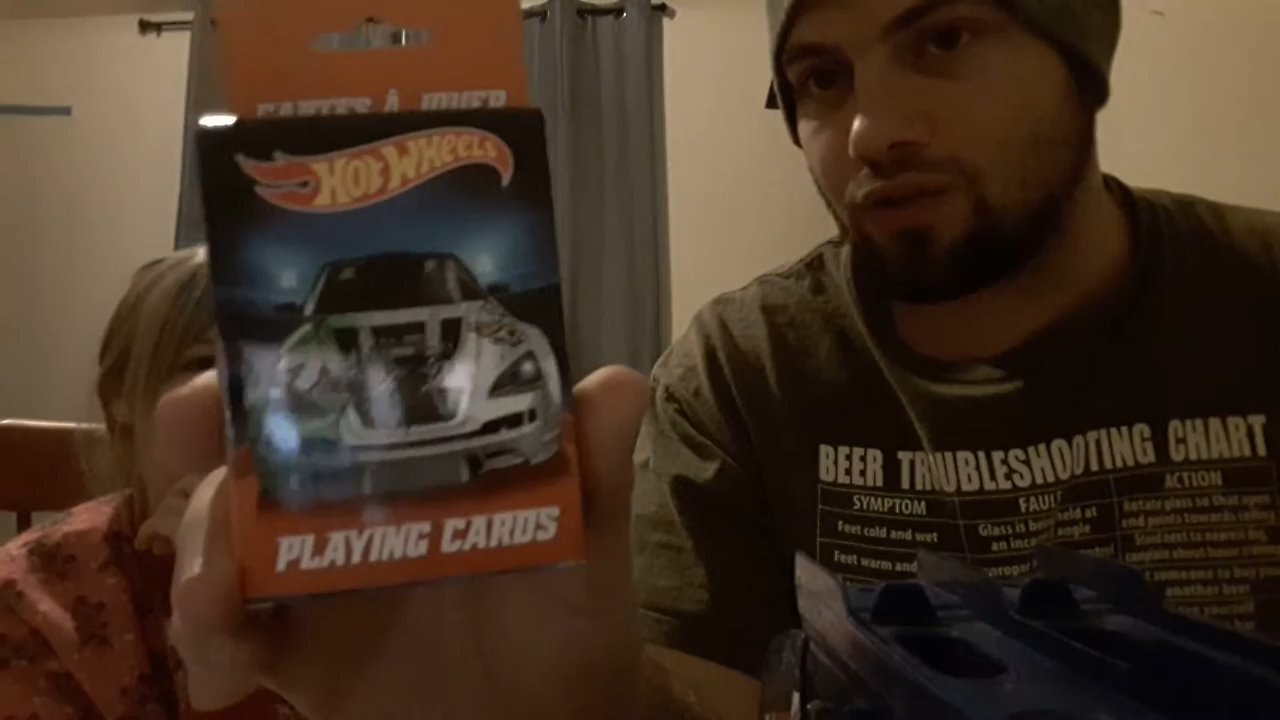 CARTES À JOUER
HOT WHEELS
PLAYING CARDS
BEER TROUBLESHOOTING CHART
SYMPTOM
FAUL
ACTION
Feet cold and wet
Glass is being held at
an incorrect angle
Rotate glass so that open
end points towards ceiling
Feet warm and
Stand next to nearest dog
complain about house
someone to buy you
another beer